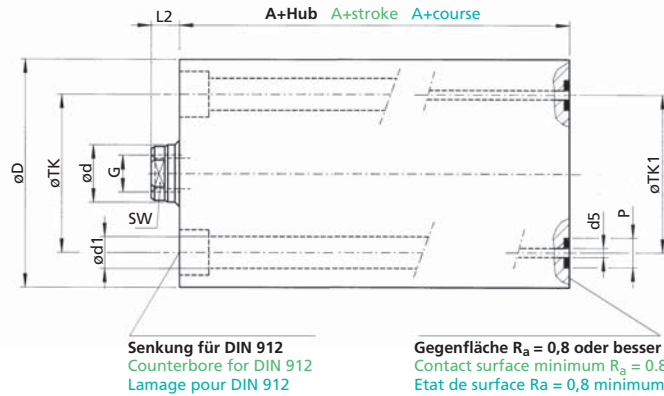 L2
A+Hub A+stroke A+course
øD
øTK
ød
G
SW
ød1
d5
P
øTK1
Senkung für DIN 912
Counterbore for DIN 912
Lamage pour DIN 912
Gegenfläche Ra = 0,8 oder besser
Contact surface minimum Ra = 0.8
Etat de surface Ra = 0,8 minimum